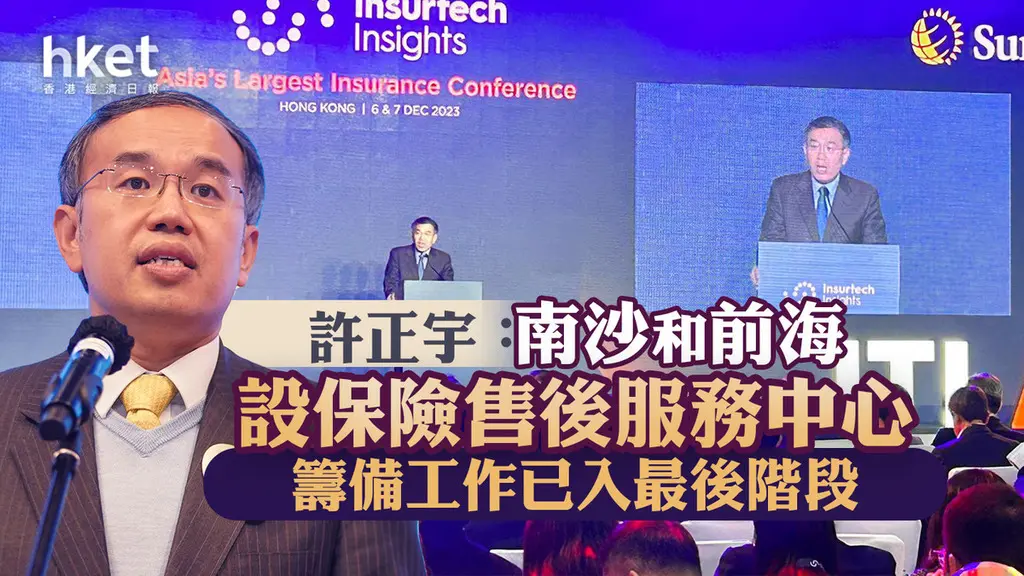 hket
香港經濟日報
Insurtech
Insights
Asia's Largest Insurance Conference
HONG KONG | 6 & 7 DEC 2023
Sun
Insurtech
Insights
許正宇：南沙和前海
設保險售後服務中心
籌備工作已入最後階段